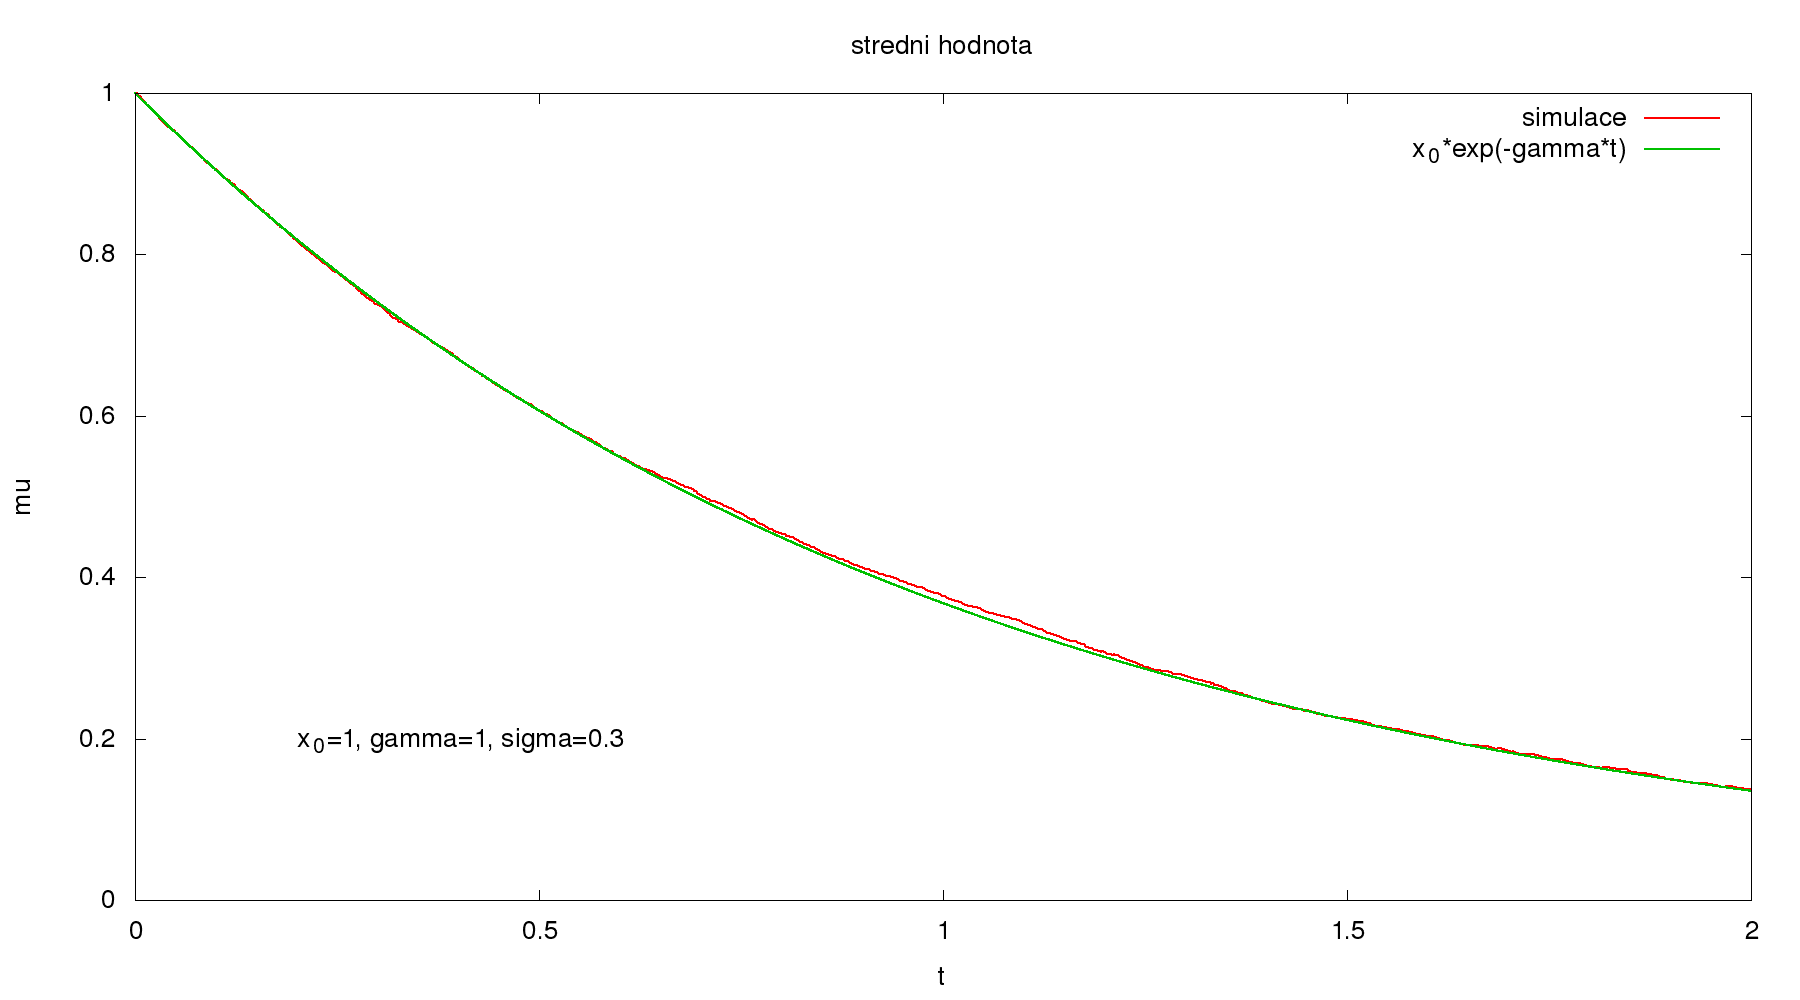 stredni hodnota
simulace
x0*exp(-gamma*t)
1
0.8
0.6
0.4
0.2
0
mu
x0=1, gamma=1, sigma=0.3
0 0.5 1 1.5 2
t